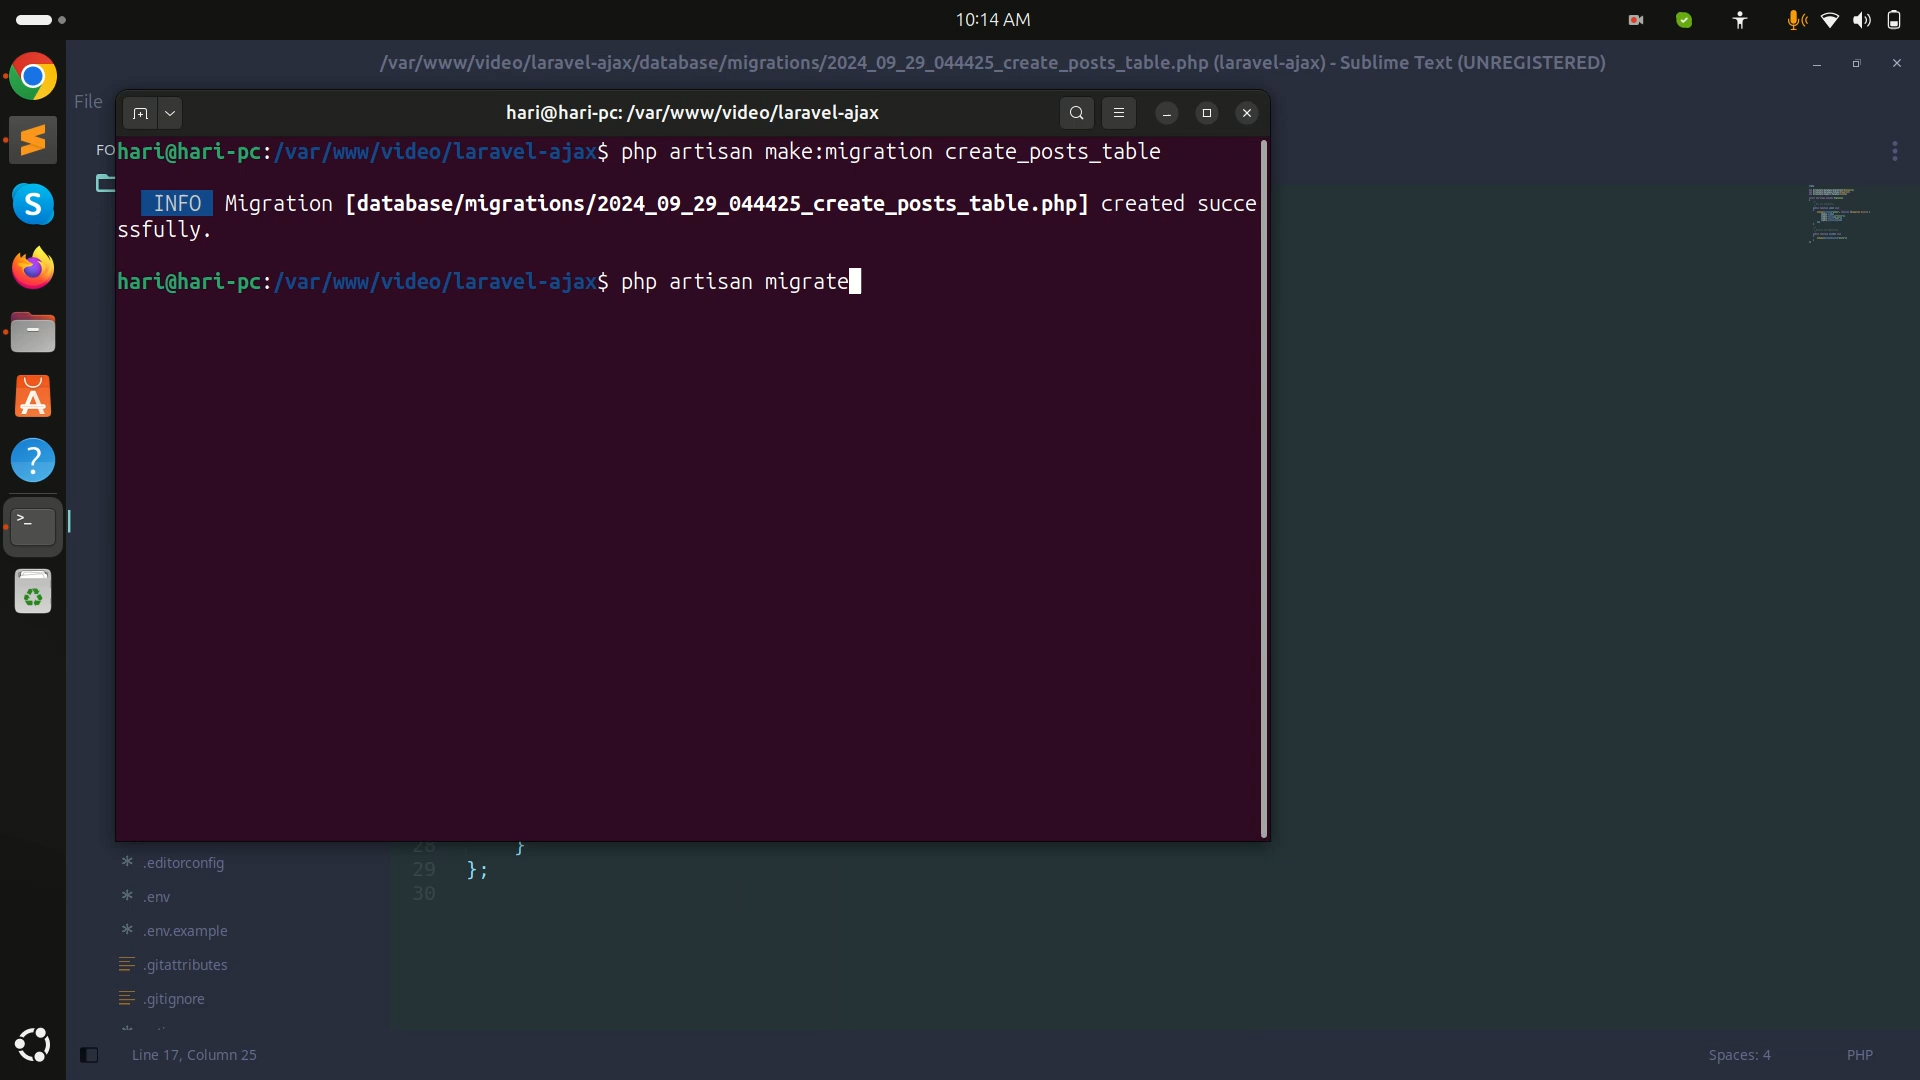 10:14 AM
/var/www/video/laravel-ajax/database/migrations/2024_09_29_044425_create_posts_table.php (laravel-ajax) - Sublime Text (UNREGISTERED)
File
hari@hari-pc: /var/www/video/laravel-ajax
FO
hari@hari-pc:/var/www/video/laravel-ajax$ php artisan make:migration create_posts_table
INFO Migration [database/migrations/2024_09_29_044425_create_posts_table.php] created succe
ssfully.
hari@hari-pc:/var/www/video/laravel-ajax$ php artisan migrate
28 }
29 };
30
* .editorconfig
* .env
* .env.example
.gitattributes
.gitignore
Line 17, Column 25
Spaces: 4
PHP